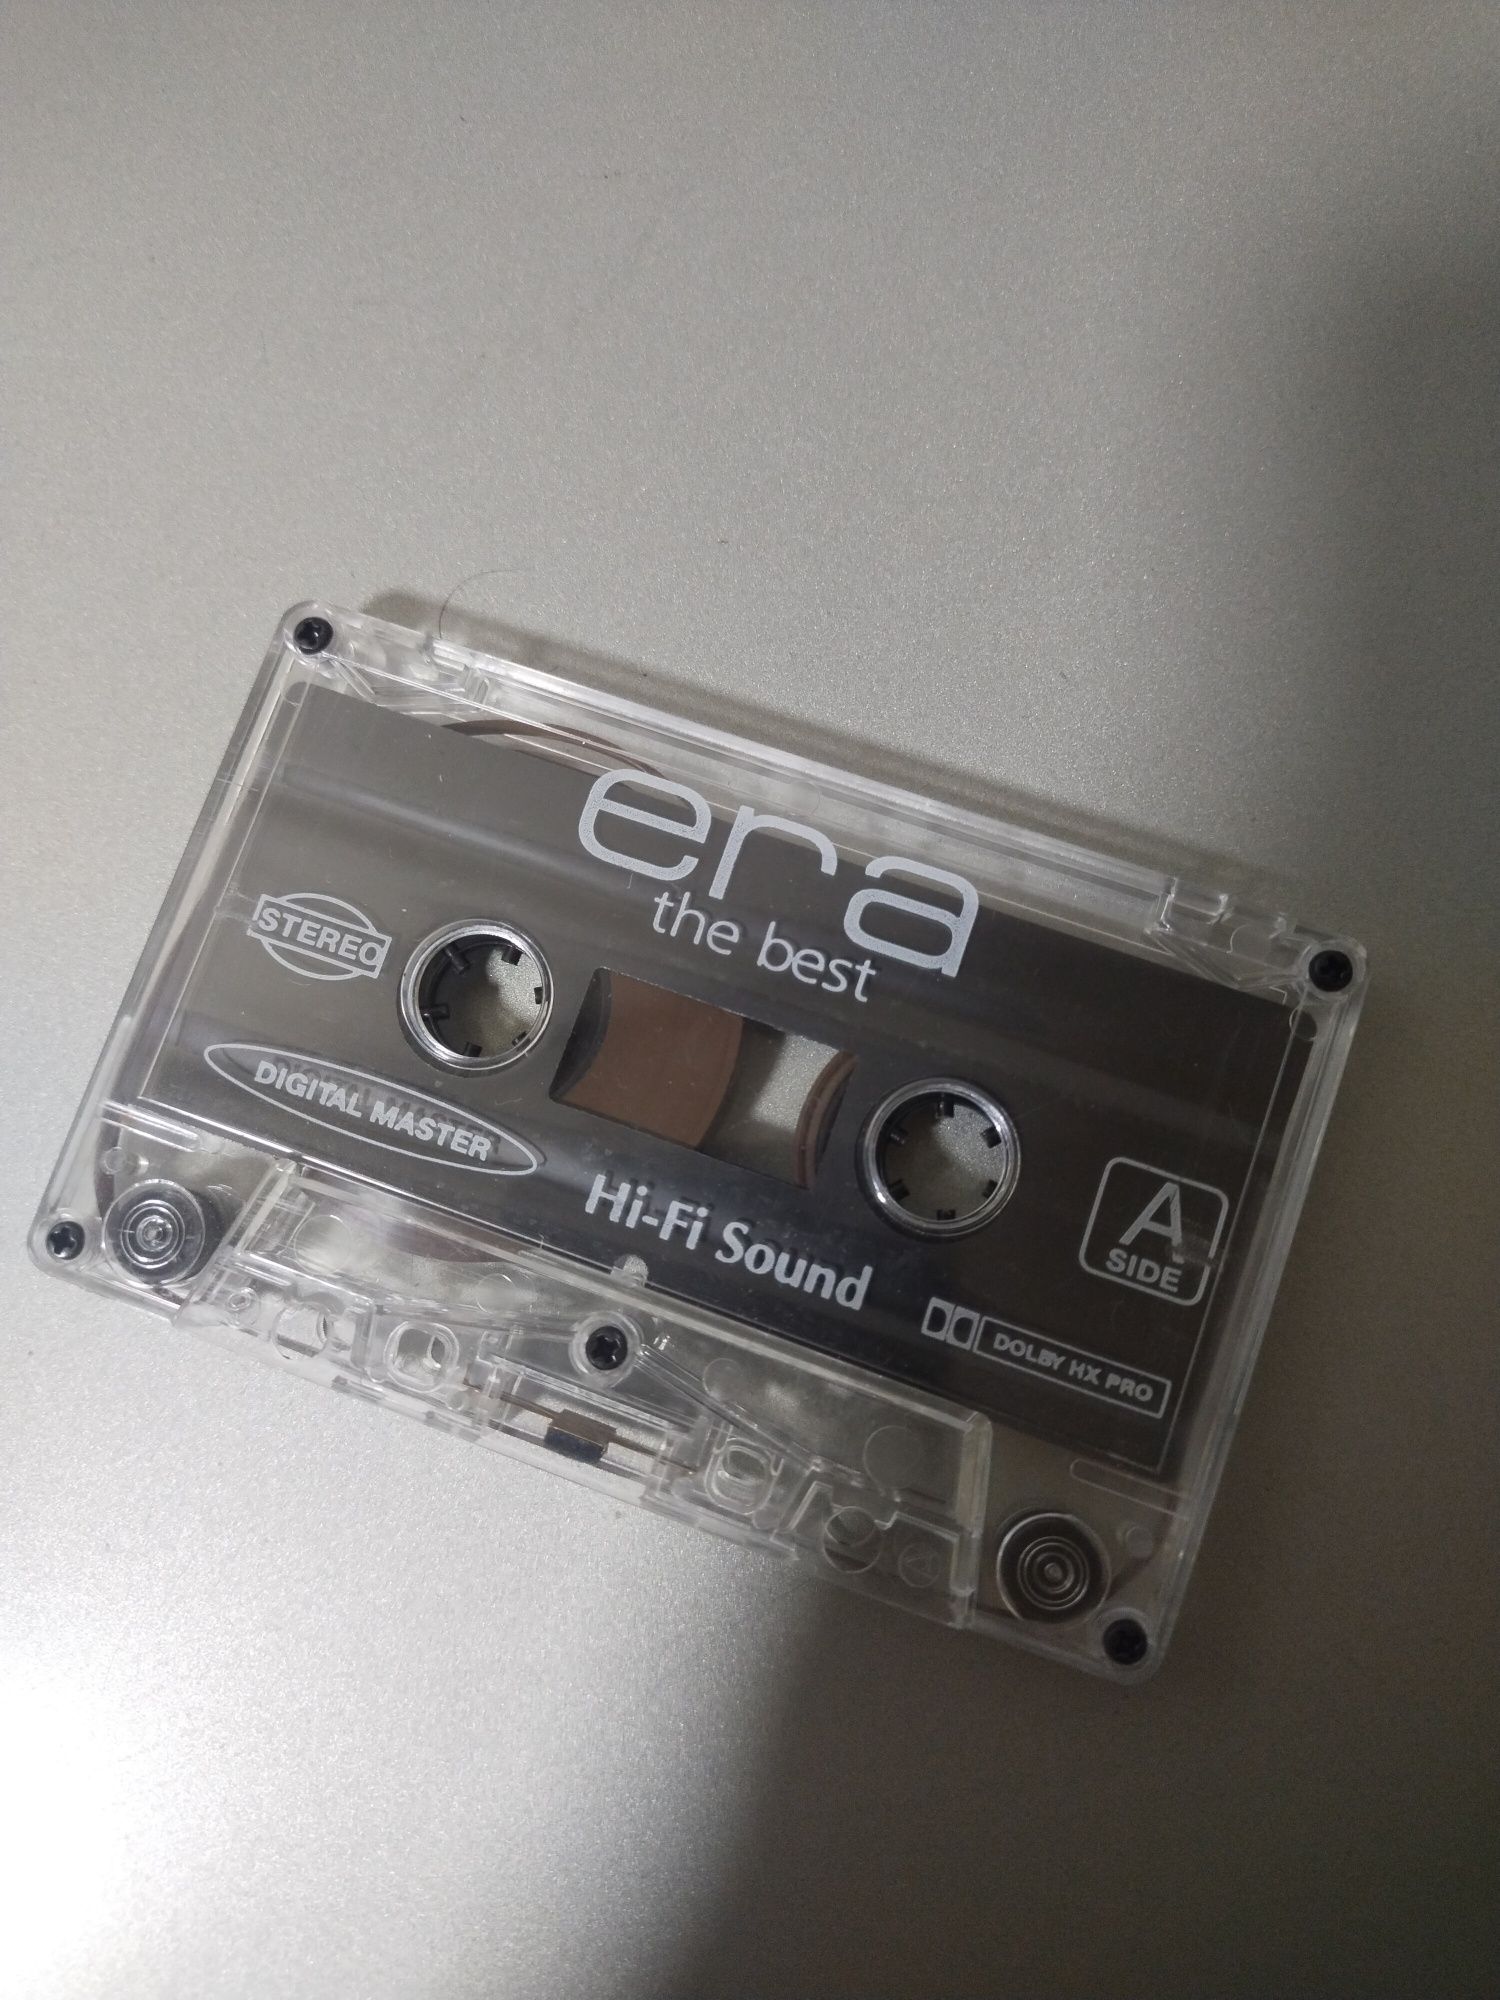 era
the best
STEREO
DIGITAL MASTER
Hi-Fi Sound
A
SIDE
DOLBY HX PRO